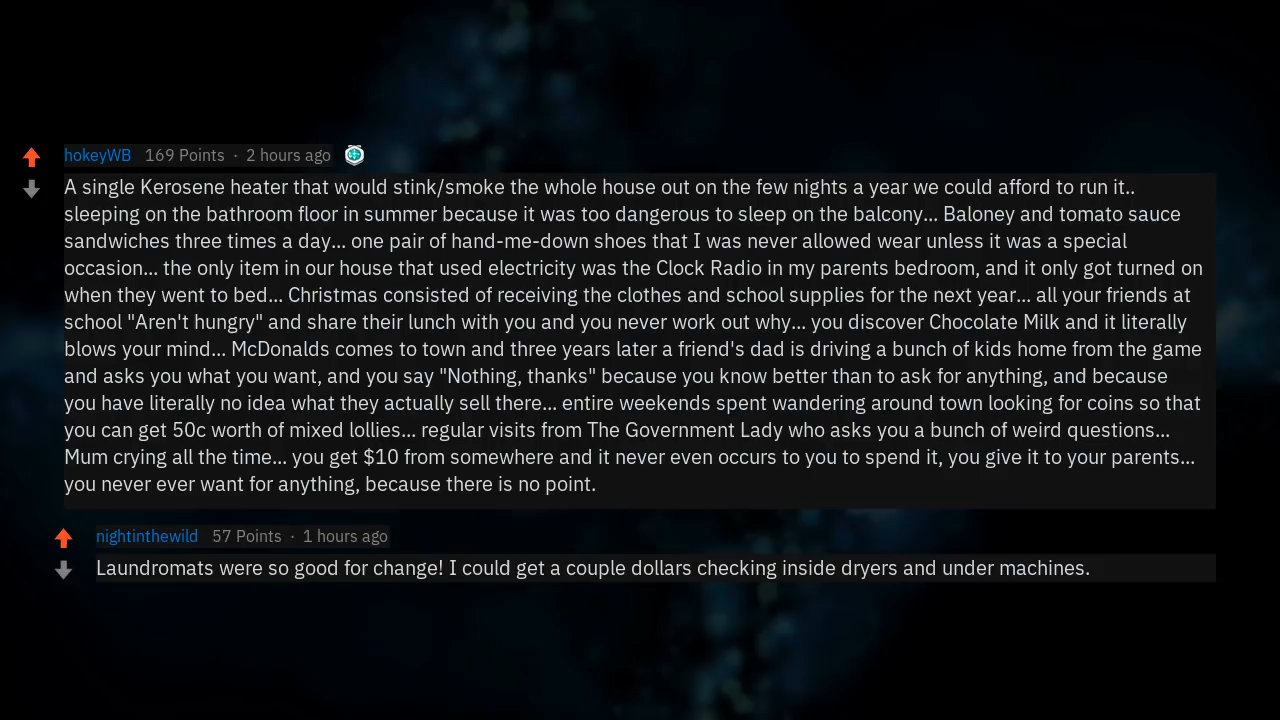 hokeyWB 169 Points · 2 hours ago
A single Kerosene heater that would stink/smoke the whole house out on the few nights a year we could afford to run it..
sleeping on the bathroom floor in summer because it was too dangerous to sleep on the balcony... Baloney and tomato sauce
sandwiches three times a day... one pair of hand-me-down shoes that I was never allowed wear unless it was a special
occasion... the only item in our house that used electricity was the Clock Radio in my parents bedroom, and it only got turned on
when they went to bed... Christmas consisted of receiving the clothes and school supplies for the next year... all your friends at
school "Aren't hungry" and share their lunch with you and you never work out why... you discover Chocolate Milk and it literally
blows your mind... McDonalds comes to town and three years later a friend's dad is driving a bunch of kids home from the game
and asks you what you want, and you say "Nothing, thanks" because you know better than to ask for anything, and because
you have literally no idea what they actually sell there... entire weekends spent wandering around town looking for coins so that
you can get 50c worth of mixed lollies... regular visits from The Government Lady who asks you a bunch of weird questions...
Mum crying all the time... you get $10 from somewhere and it never even occurs to you to spend it, you give it to your parents...
you never ever want for anything, because there is no point.
nightinthewild 57 Points · 1 hours ago
Laundromats were so good for change! I could get a couple dollars checking inside dryers and under machines.